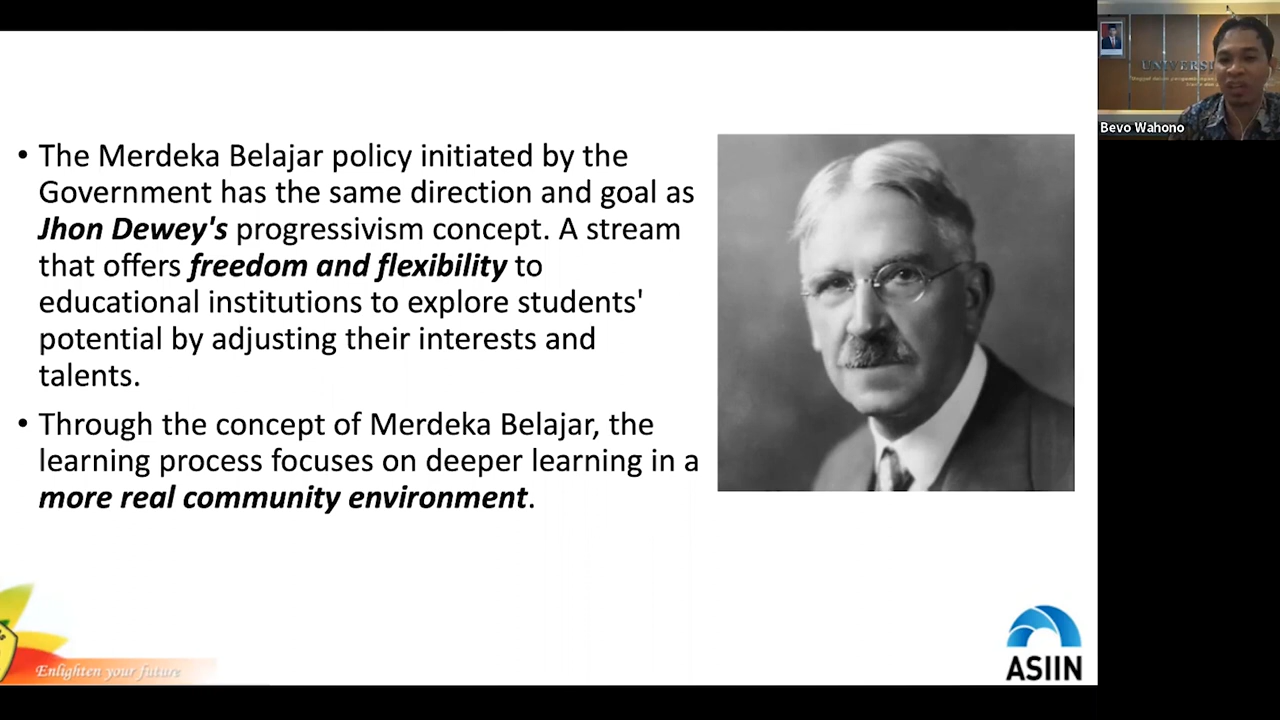 • The Merdeka Belajar policy initiated by the
Government has the same direction and goal as
Jhon Dewey's progressivism concept. A stream
that offers freedom and flexibility to
educational institutions to explore students'
potential by adjusting their interests and
talents.
• Through the concept of Merdeka Belajar, the
learning process focuses on deeper learning in a
more real community environment.
Enlighten your future
ASIIN
Bevo Wahono